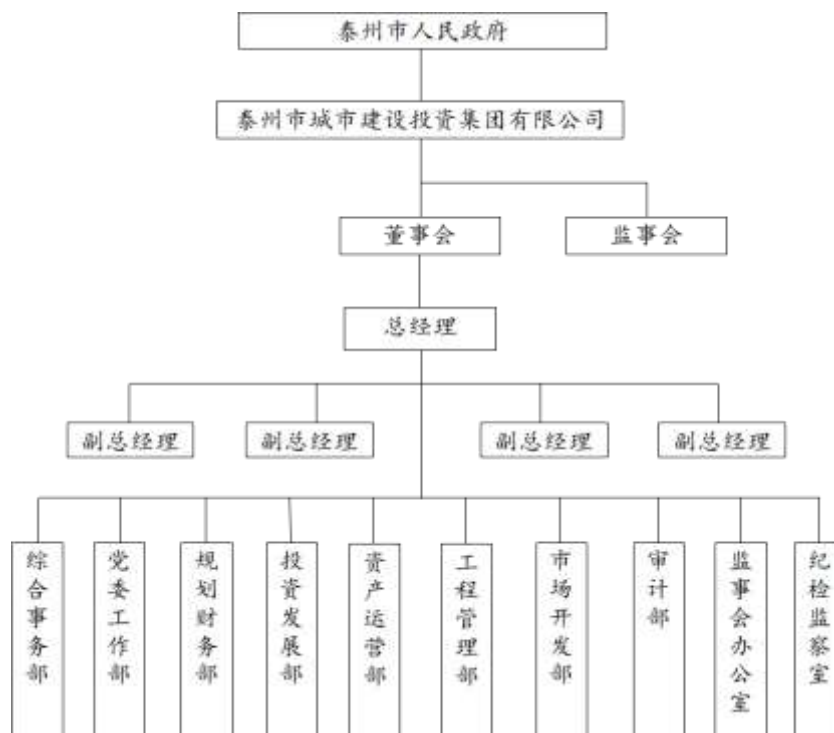 泰州市人民政府
泰州市城市建设投资集团有限公司
董事会
监事会
总经理
副总经理
副总经理
副总经理
副总经理
综合事务部
党委工作部
规划财务部
投资发展部
资产运营部
工程管理部
市场开发部
审计部
监事会办公室
纪检监察室